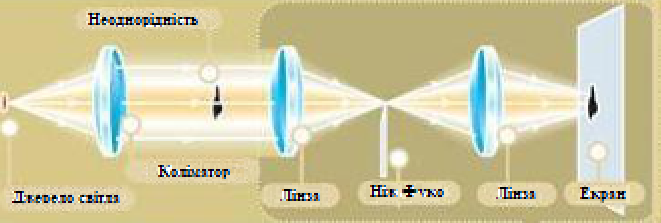 Неоднорідність
Коліматор
Джерело світла
Лінза
Ніж Фуко
Лінза
Екран